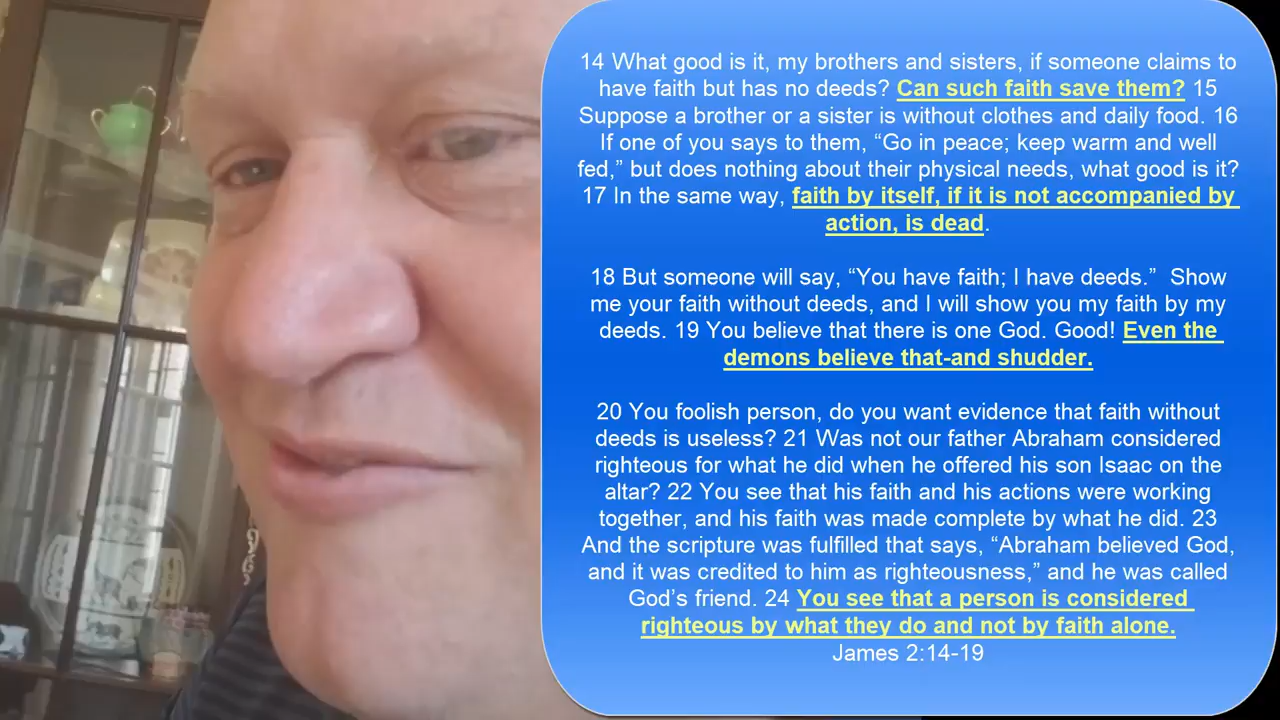 14 What good is it, my brothers and sisters, if someone claims to
have faith but has no deeds? Can such faith save them? 15
Suppose a brother or a sister is without clothes and daily food. 16
If one of you says to them, “Go in peace; keep warm and well
fed,” but does nothing about their physical needs, what good is it?
17 In the same way, faith by itself, if it is not accompanied by
action, is dead.
18 But someone will say, “You have faith; I have deeds.”  Show
me your faith without deeds, and I will show you my faith by my
deeds. 19 You believe that there is one God. Good! Even the
demons believe that-and shudder.
20 You foolish person, do you want evidence that faith without
deeds is useless? 21 Was not our father Abraham considered
righteous for what he did when he offered his son Isaac on the
altar? 22 You see that his faith and his actions were working
together, and his faith was made complete by what he did. 23
And the scripture was fulfilled that says, “Abraham believed God,
and it was credited to him as righteousness,” and he was called
God’s friend. 24 You see that a person is considered
righteous by what they do and not by faith alone.
James 2:14-19